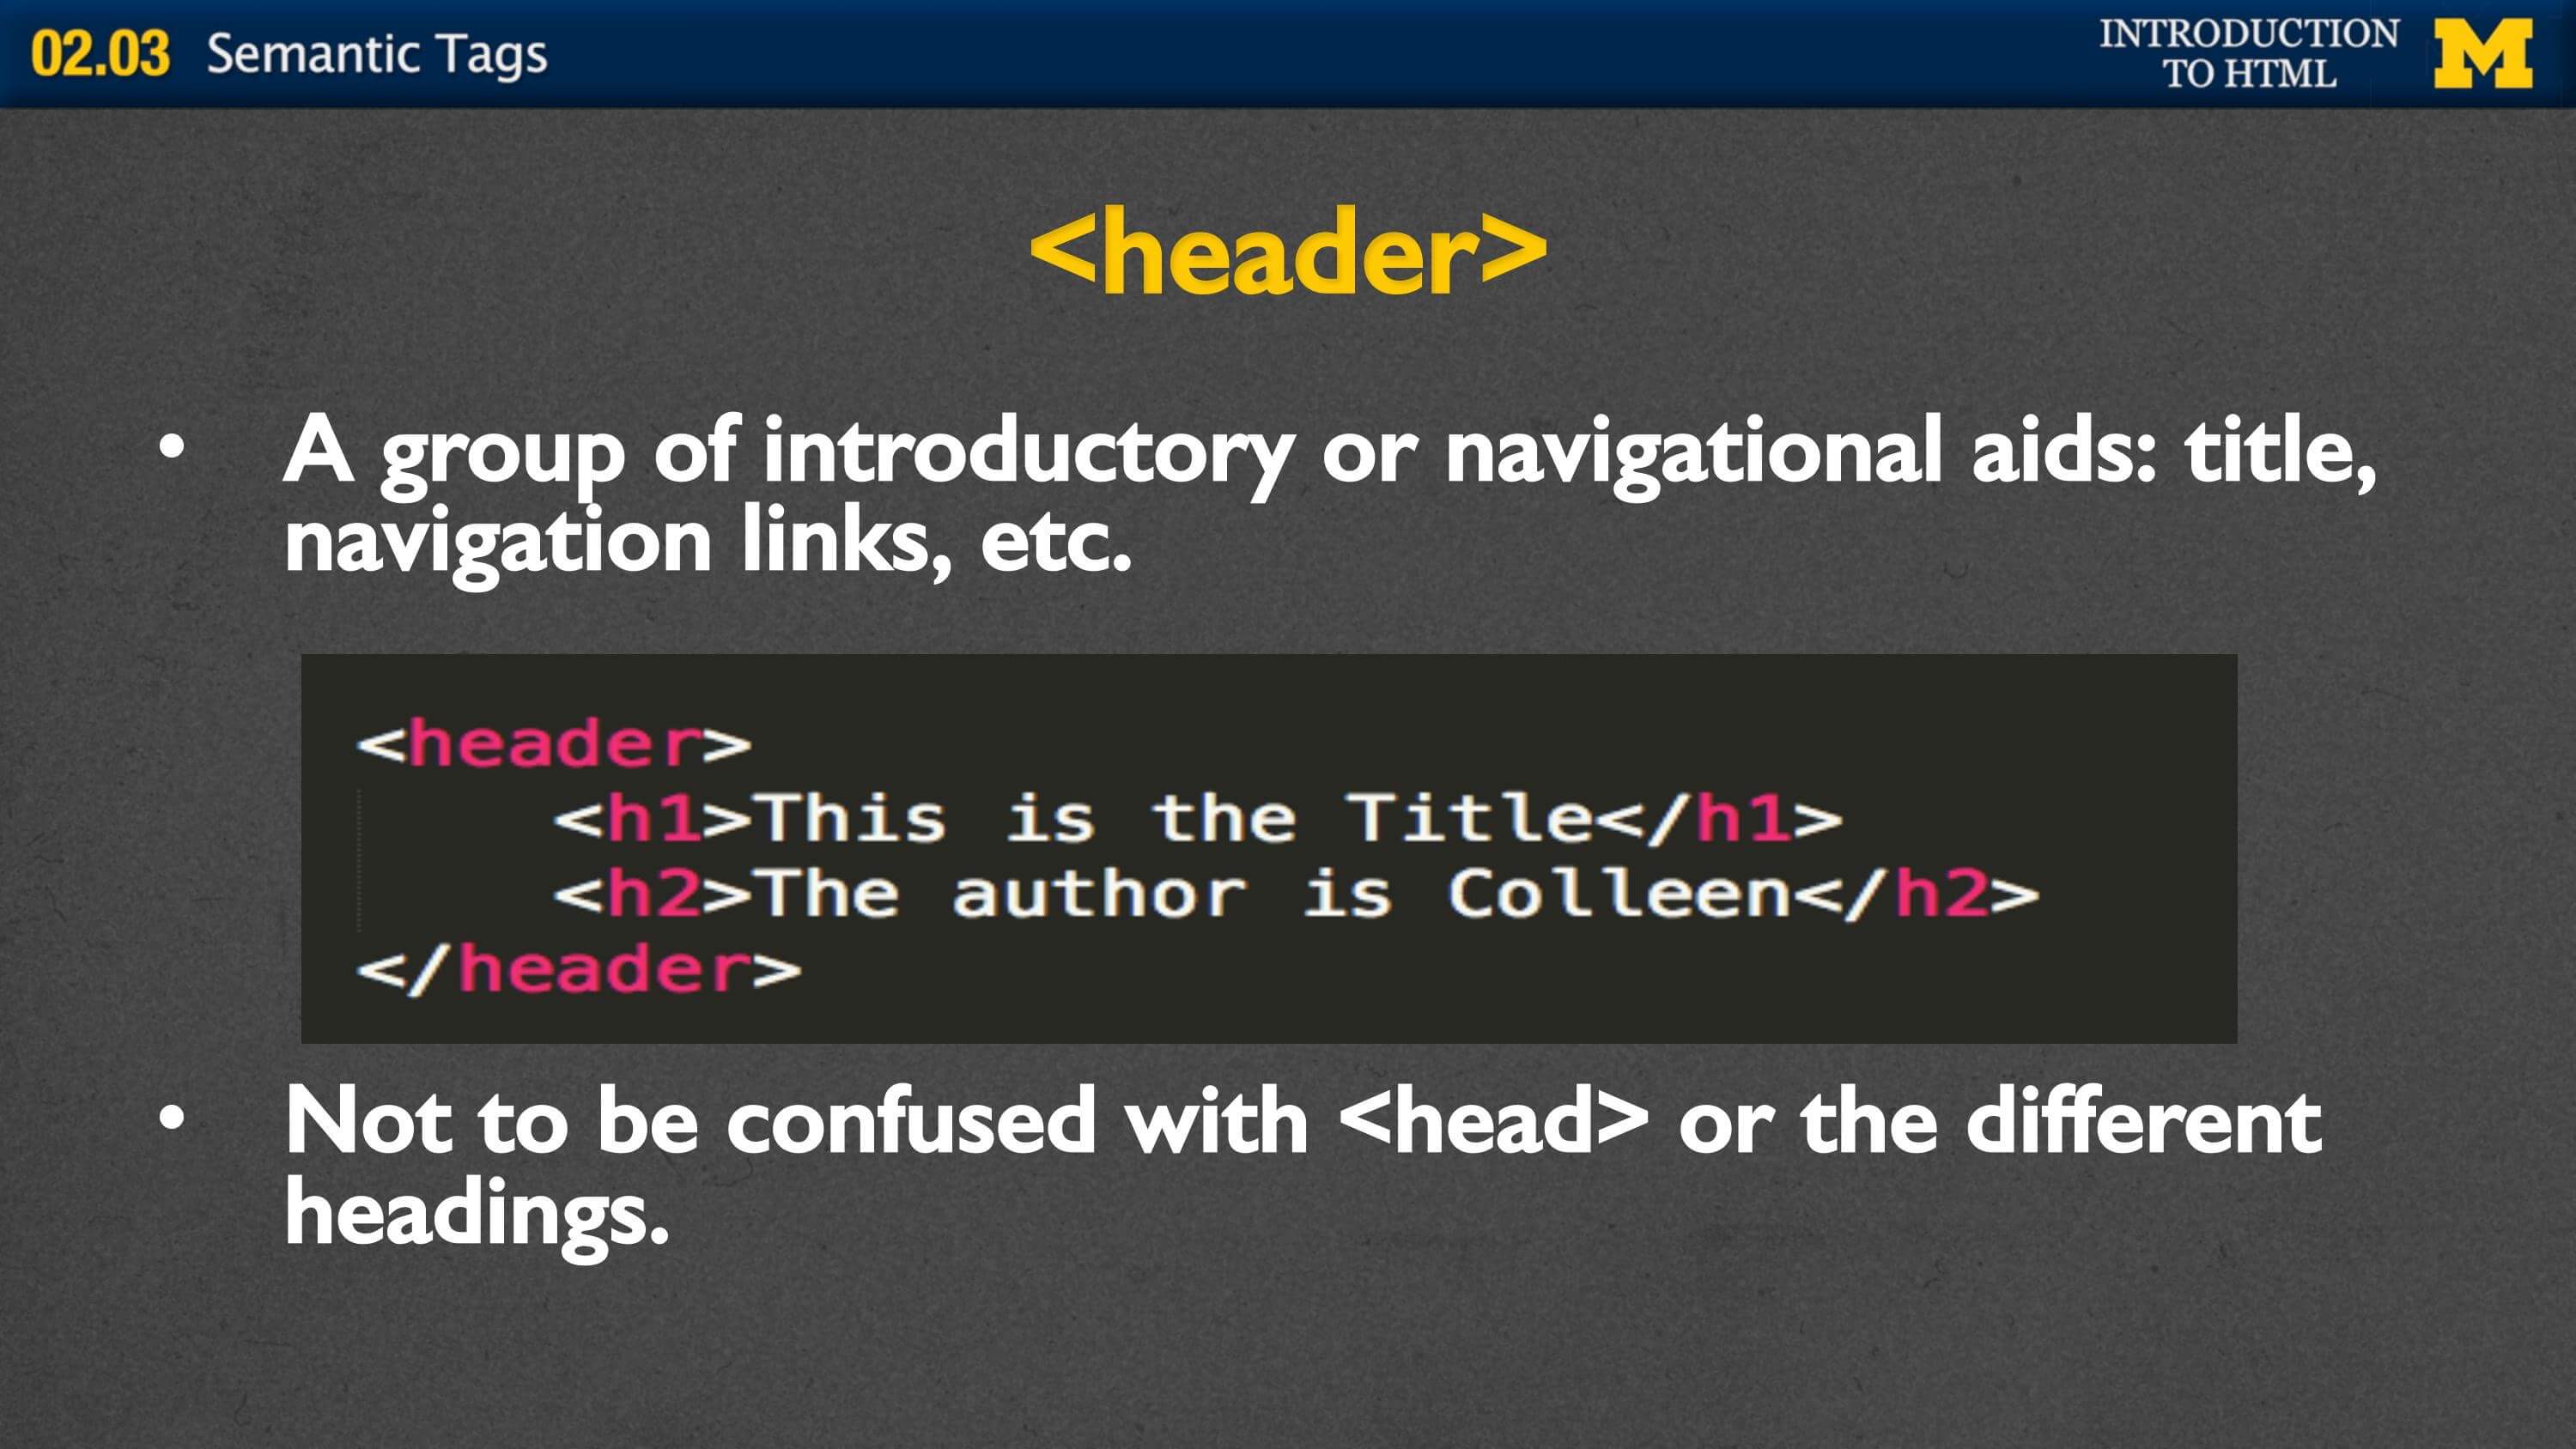 02.03 Semantic Tags
INTRODUCTION
TO HTML
M
<header>
• A group of introductory or navigational aids: title,
navigation links, etc.
<header>
<h1>This is the Title</h1>
<h2>The author is Colleen</h2>
</header>
• Not to be confused with <head> or the different
headings.